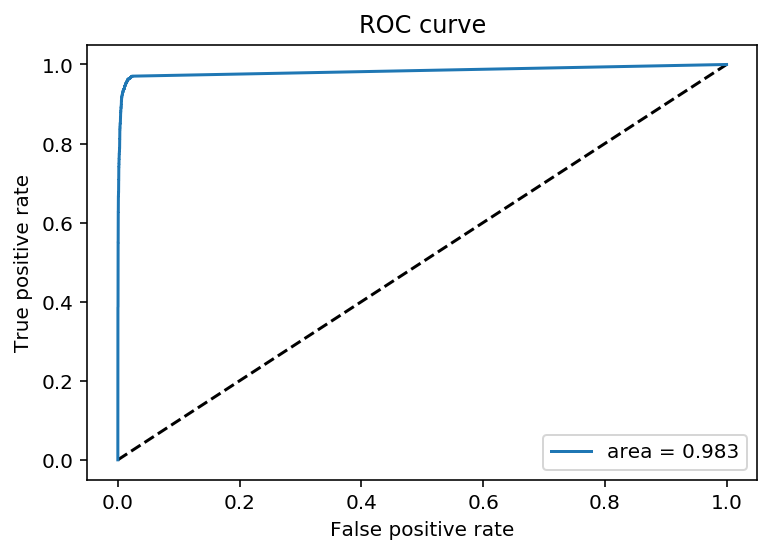 ROC curve
True positive rate
1.0
0.8
0.6
0.4
0.2
0.0
area = 0.983
0.0 0.2 0.4 0.6 0.8 1.0
False positive rate